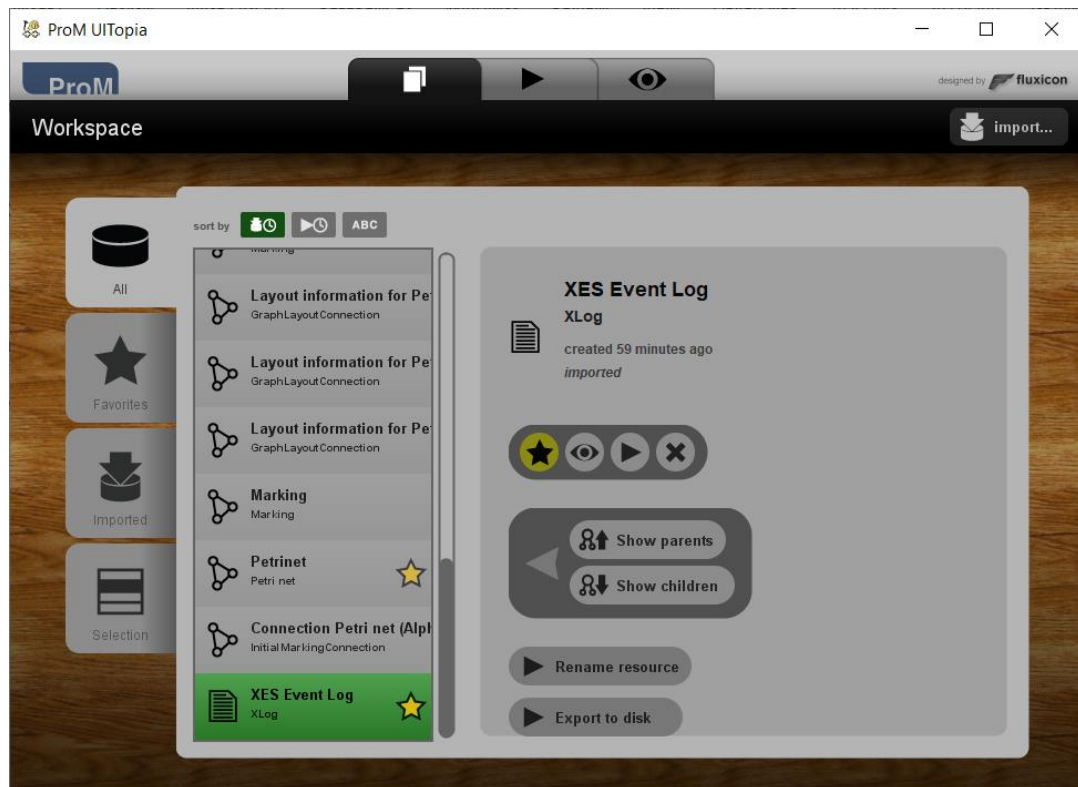 ProM UITopia
ProM
designed by fluxicon
Workspace
import...
sort by
ABC
All
Favorites
Imported
Selection
Marking
Layout information for Pe
GraphLayoutConnection
Layout information for Pe
GraphLayoutConnection
Layout information for Pe
GraphLayoutConnection
Marking
Marking
Petrinet
Petri net
Connection Petri net (Alph
InitialMarkingConnection
XES Event Log
XLog
XES Event Log
XLog
created 59 minutes ago
imported
Show parents
Show children
Rename resource
Export to disk